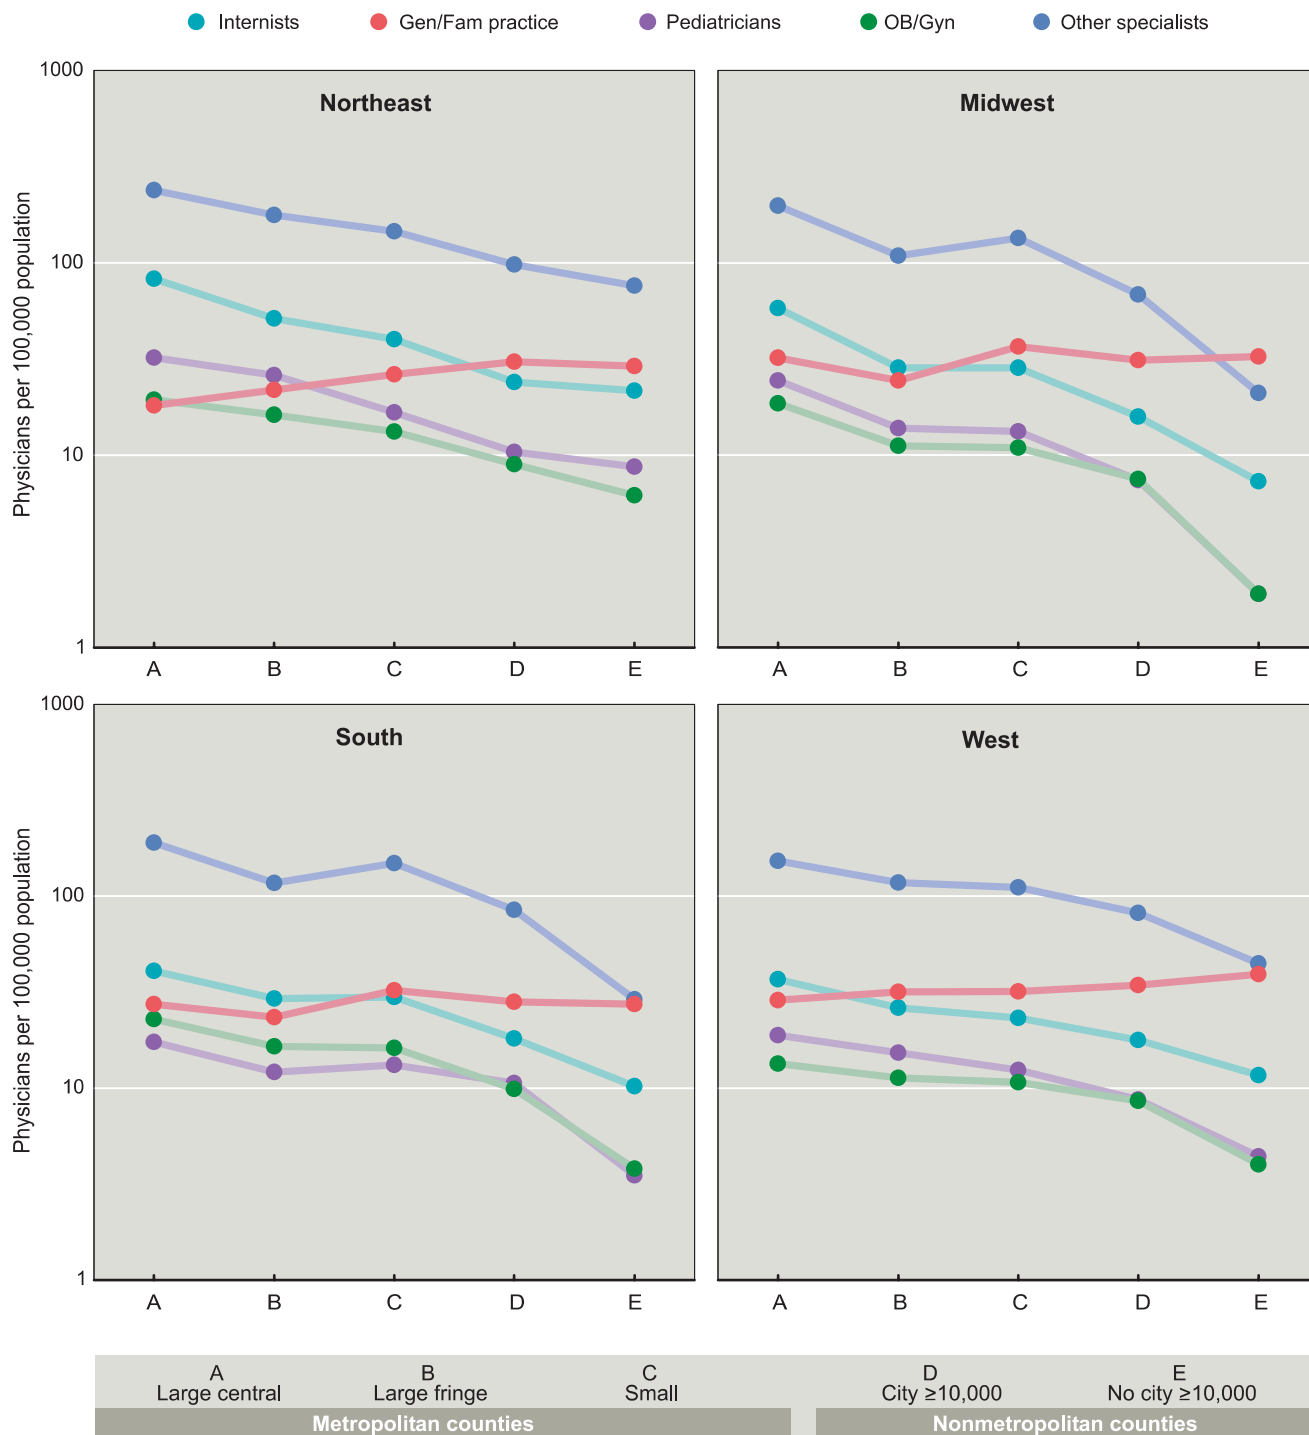 Internists Gen/Fam practice Pediatricians OB/Gyn Other specialists
Physicians per 100,000 population
1000
100
10
1
Northeast
A B C D E
Midwest
A B C D E
Physicians per 100,000 population
1000
100
10
1
South
A B C D E
West
A B C D E
A B C D E
Large central Large fringe Small City ≥10,000 No city ≥10,000
Metropolitan counties Nonmetropolitan counties